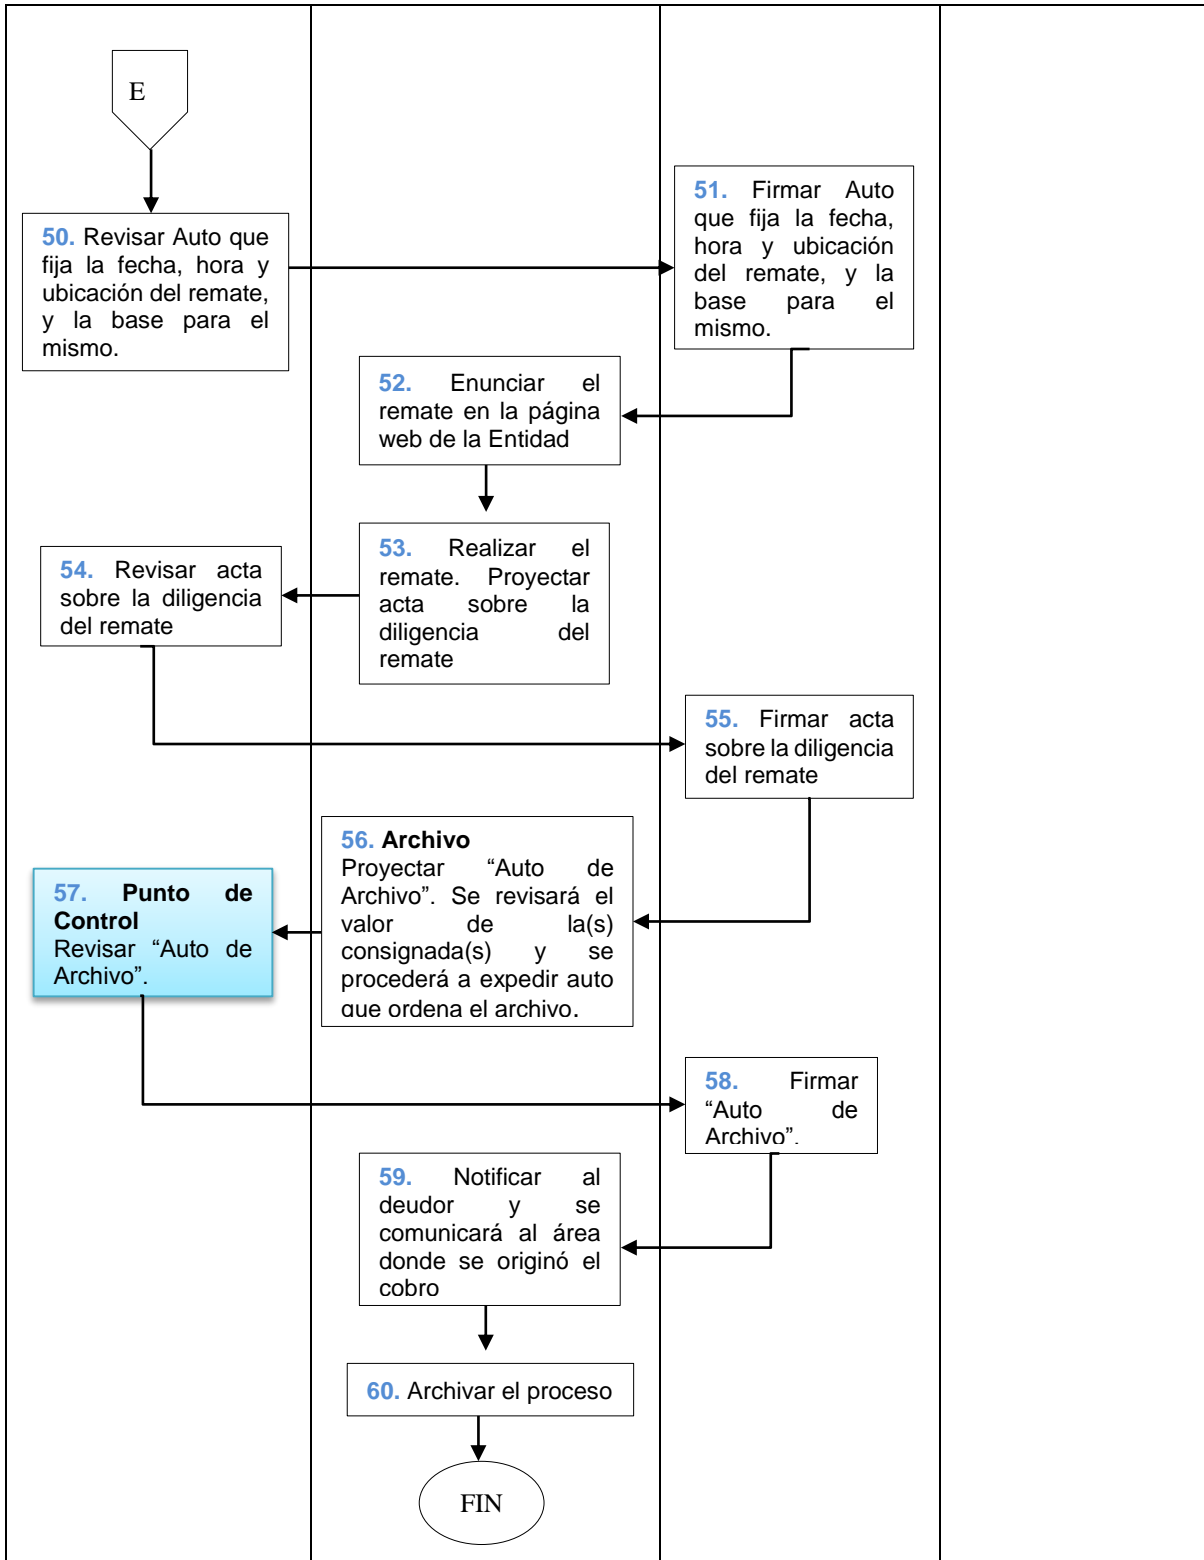 E
50. Revisar Auto que
fija la fecha, hora y
ubicación del remate,
y la base para el
mismo.
51. Firmar Auto
que fija la fecha,
hora y ubicación
del remate, y la
base para el
mismo.
52. Enunciar el
remate en la página
web de la Entidad
53. Realizar el
remate. Proyectar
acta sobre la
diligencia del
remate
54. Revisar acta
sobre la diligencia
del remate
55. Firmar acta
sobre la diligencia
del remate
56. Archivo
Proyectar “Auto de
Archivo”. Se revisará el
valor de la(s)
consignada(s) y se
procederá a expedir auto
que ordena el archivo.
57. Punto de
Control
Revisar “Auto de
Archivo”.
58. Firmar
“Auto de
Archivo”.
59. Notificar al
deudor y se
comunicará al área
donde se originó el
cobro
60. Archivar el proceso
FIN